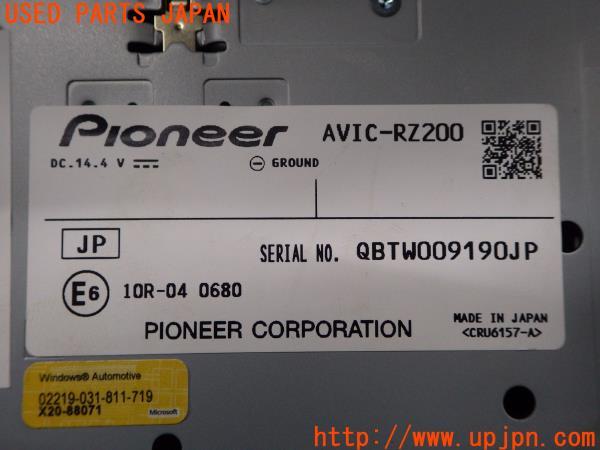 USED PARTS JAPAN
Pioneer
AVIC-RZ200
DC.14.4 V
GROUND
JP
SERIAL NO. QBTW009190JP
E6 10R-04 0680
PIONEER CORPORATION
MADE IN JAPAN
<CRU6157-A>
Windows® Automotive
02219-031-811-719
X20-88071
Microsoft
UPJ
http://www.upjpn.com/